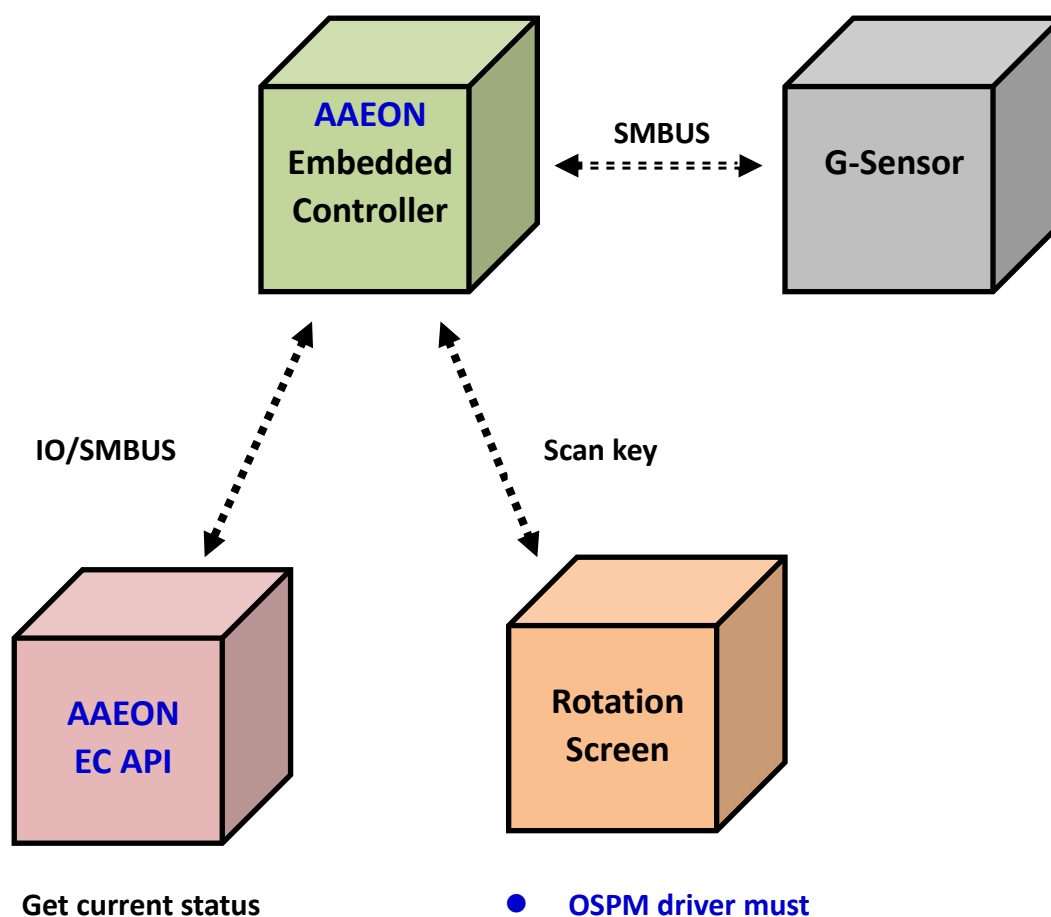 AAEON
Embedded
Controller
SMBUS
G-Sensor
IO/SMBUS
Scan key
AAEON
EC API
Rotation
Screen
Get current status
● OSPM driver must